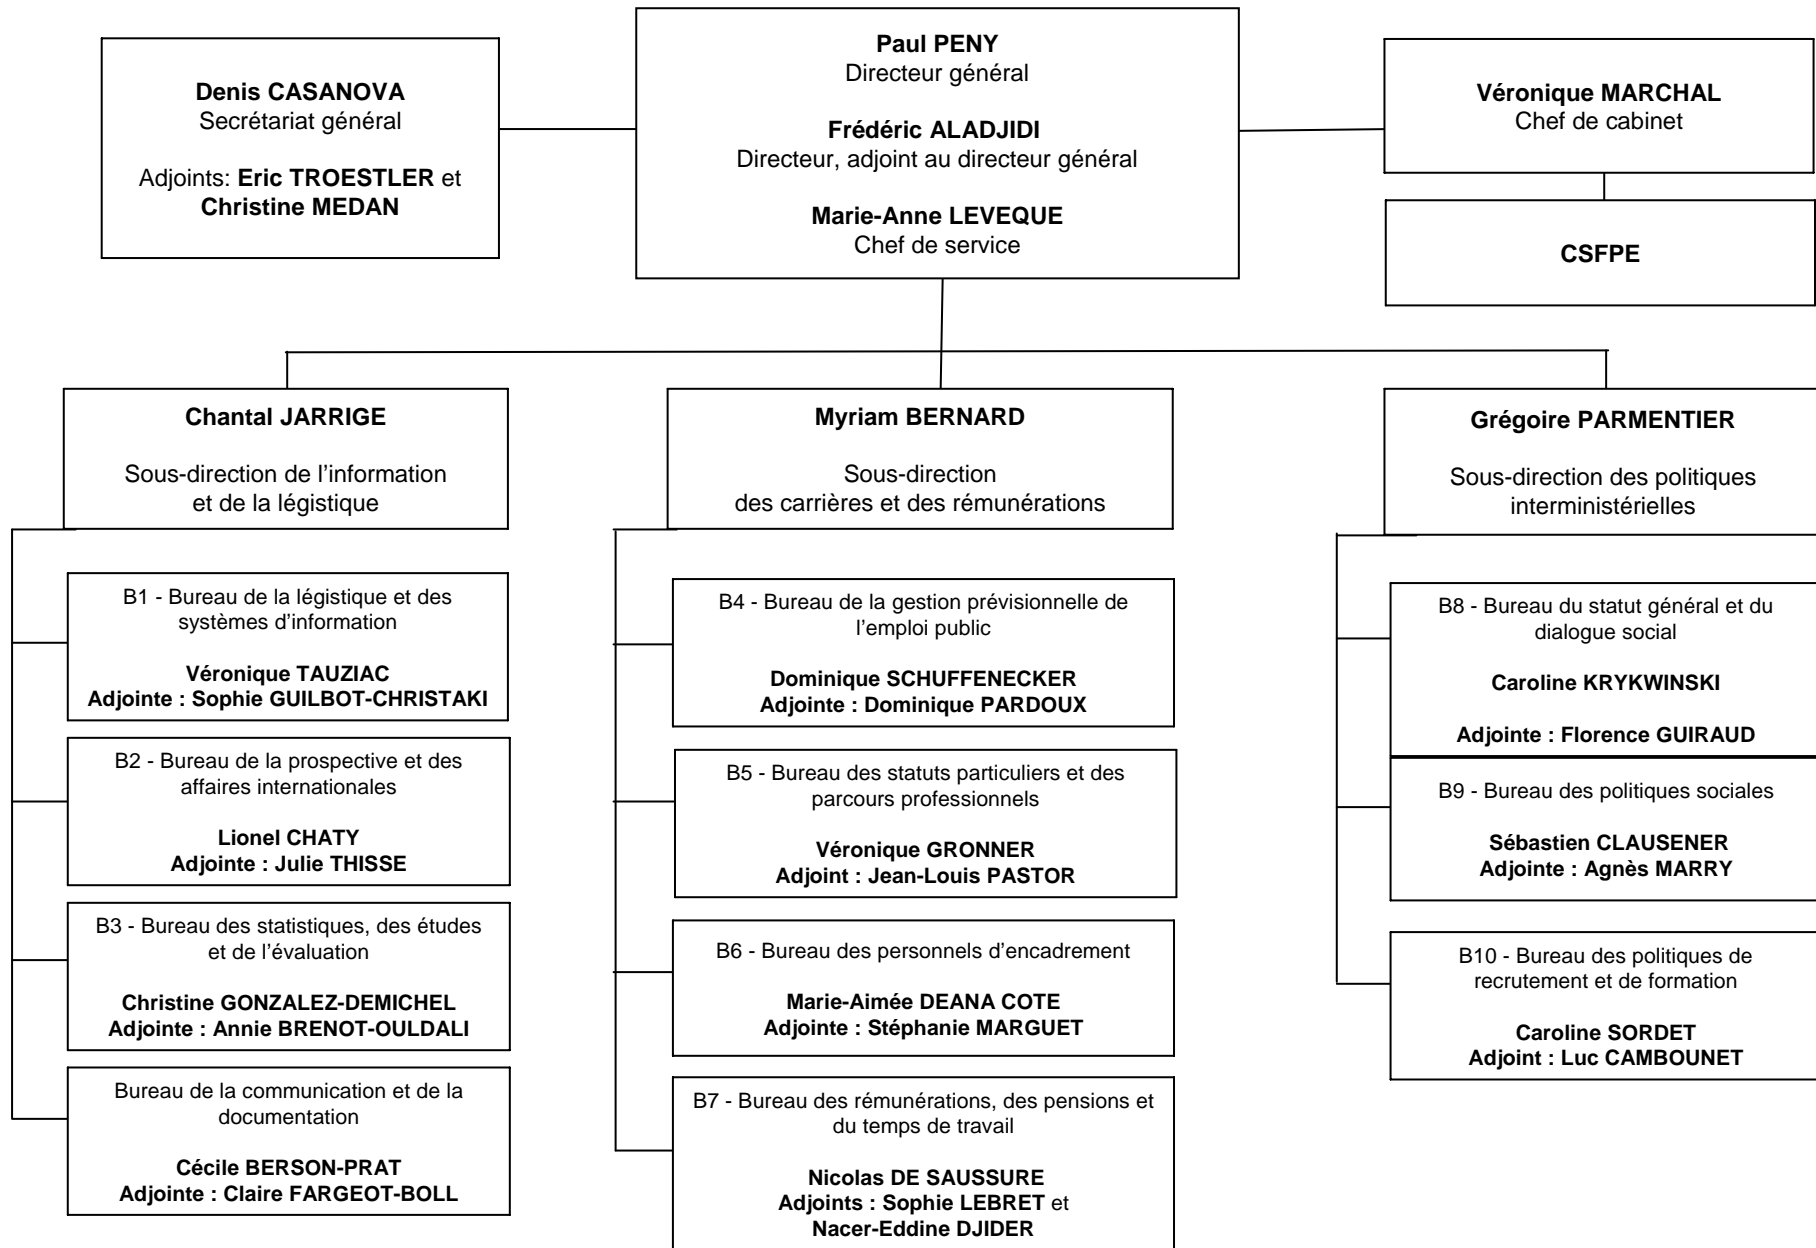 Denis CASANOVA
Secrétariat général
Adjoints: Eric TROESTLER et
Christine MEDAN
Paul PENY
Directeur général
Frédéric ALADJIDI
Directeur, adjoint au directeur général
Marie-Anne LEVEQUE
Chef de service
Véronique MARCHAL
Chef de cabinet
CSFPE
Chantal JARRIGE
Sous-direction de l'information
et de la légistique
B1 - Bureau de la légistique et des
systèmes d'information
Véronique TAUZIAC
Adjointe : Sophie GUILBOT-CHRISTAKI
B2 - Bureau de la prospective et des
affaires internationales
Lionel CHATY
Adjointe : Julie THISSE
B3 - Bureau des statistiques, des études
et de l'évaluation
Christine GONZALEZ-DEMICHEL
Adjointe : Annie BRENOT-OULDALI
Bureau de la communication et de la
documentation
Cécile BERSON-PRAT
Adjointe : Claire FARGEOT-BOLL
Myriam BERNARD
Sous-direction
des carrières et des rémunérations
B4 - Bureau de la gestion prévisionnelle de
l'emploi public
Dominique SCHUFFENECKER
Adjointe : Dominique PARDOUX
B5 - Bureau des statuts particuliers et des
parcours professionnels
Véronique GRONNER
Adjoint : Jean-Louis PASTOR
B6 - Bureau des personnels d'encadrement
Marie-Aimée DEANA COTE
Adjointe : Stéphanie MARGUET
B7 - Bureau des rémunérations, des pensions et
du temps de travail
Nicolas DE SAUSSURE
Adjoints : Sophie LEBRET et
Nacer-Eddine DJIDER
Grégoire PARMENTIER
Sous-direction des politiques
interministérielles
B8 - Bureau du statut général et du
dialogue social
Caroline KRYKWINSKI
Adjointe : Florence GUIRAUD
B9 - Bureau des politiques sociales
Sébastien CLAUSENER
Adjointe : Agnès MARRY
B10 - Bureau des politiques de
recrutement et de formation
Caroline SORDET
Adjoint : Luc CAMBOUNET